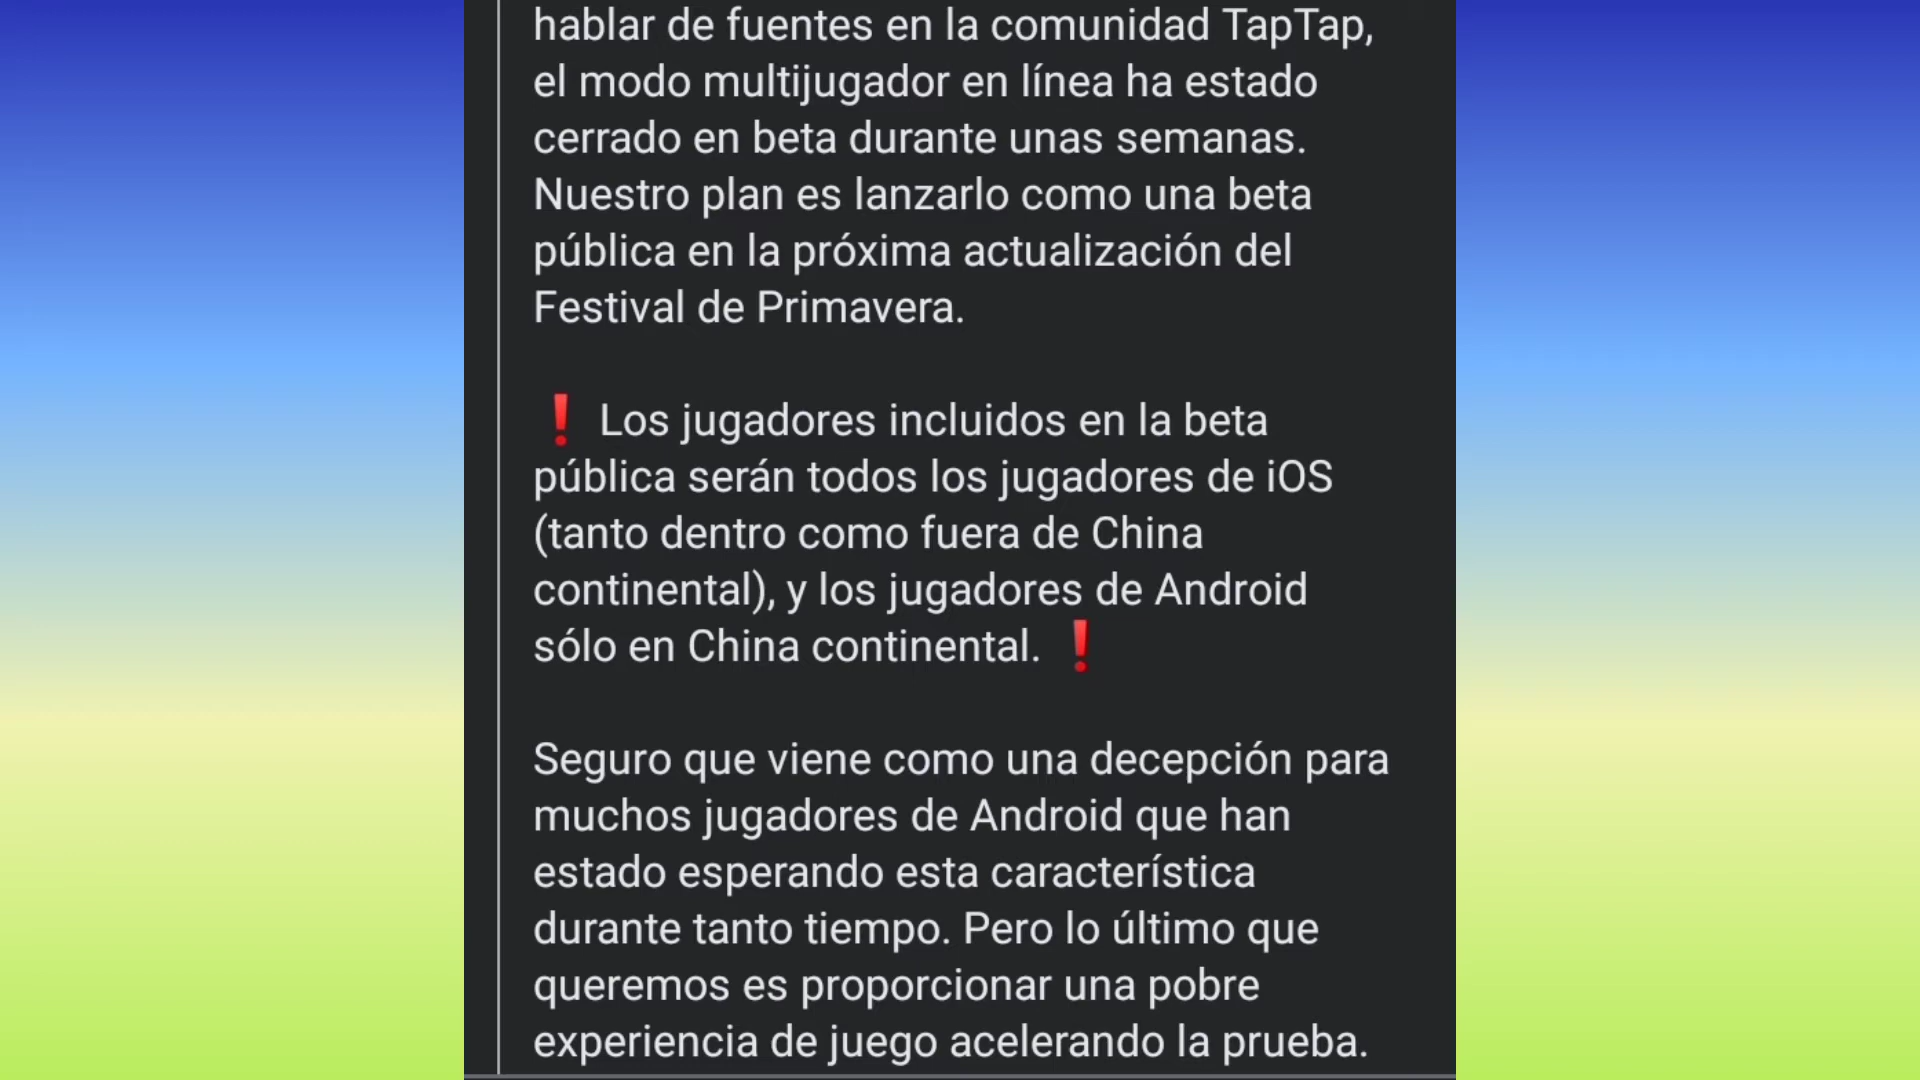 hablar de fuentes en la comunidad TapTap,
el modo multijugador en línea ha estado
cerrado en beta durante unas semanas.
Nuestro plan es lanzarlo como una beta
pública en la próxima actualización del
Festival de Primavera.
❗ Los jugadores incluidos en la beta
pública serán todos los jugadores de iOS
(tanto dentro como fuera de China
continental), y los jugadores de Android
sólo en China continental. ❗
Seguro que viene como una decepción para
muchos jugadores de Android que han
estado esperando esta característica
durante tanto tiempo. Pero lo último que
queremos es proporcionar una pobre
experiencia de juego acelerando la prueba.